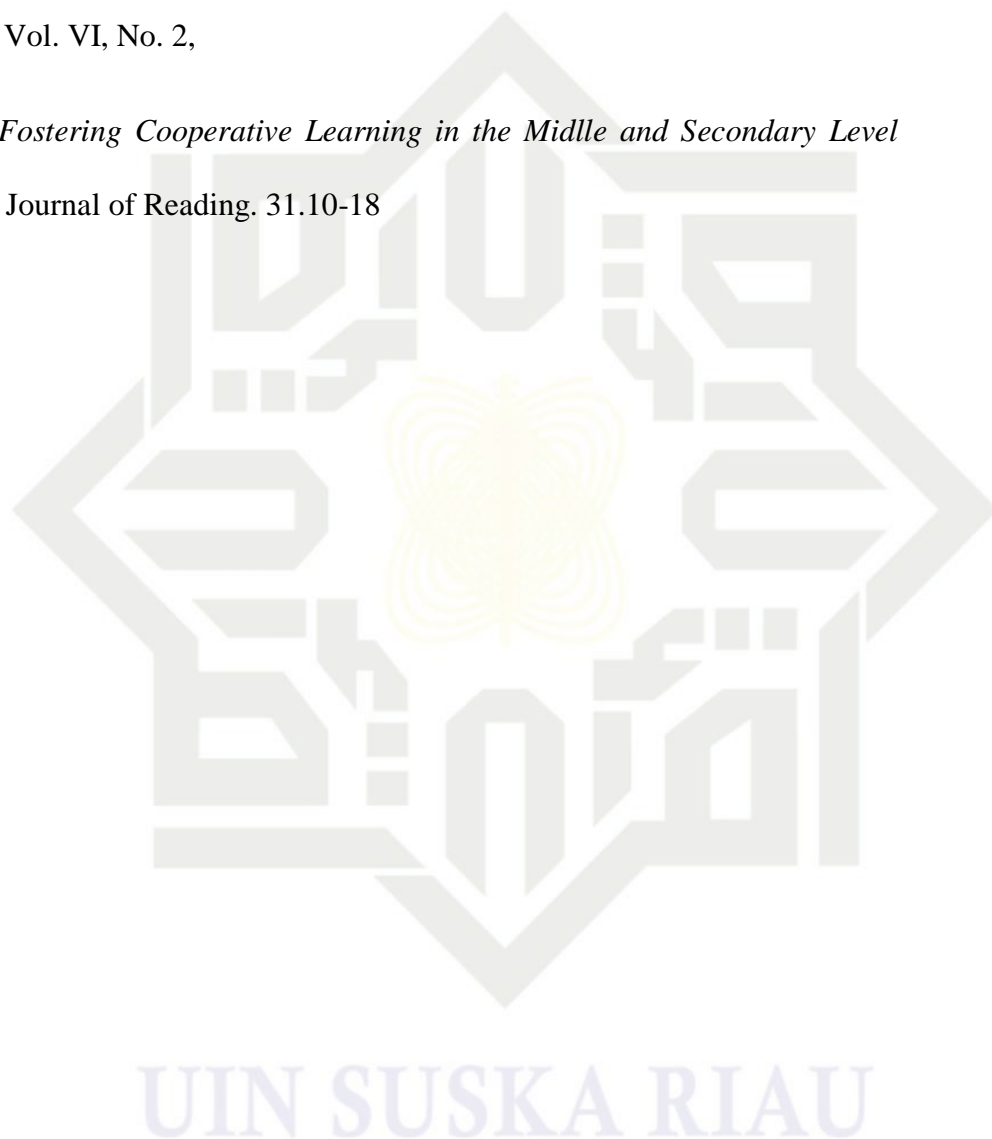 Vol. VI, No. 2,
Fostering Cooperative Learning in the Midlle and Secondary Level
Journal of Reading. 31.10-18
UIN SUSKA RIAU